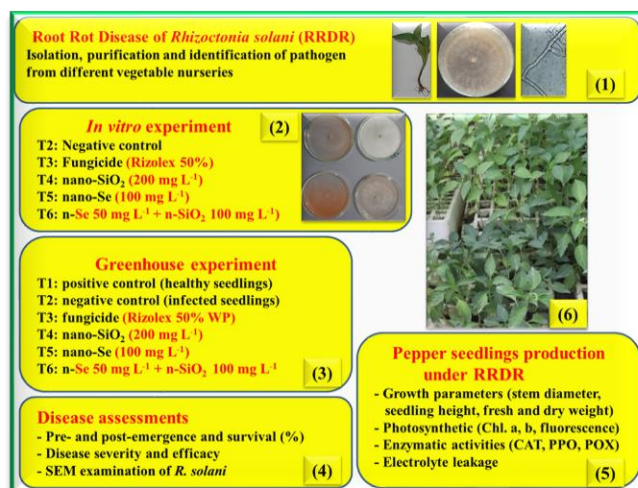 Root Rot Disease of Rhizoctonia solani (RRDR)
Isolation, purification and identification of pathogen
from different vegetable nurseries
(1)
In vitro experiment
(2)
T2: Negative control
T3: Fungicide (Rizolex 50%)
T4: nano-SiO₂ (200 mg L⁻¹)
T5: nano-Se (100 mg L⁻¹)
T6: n-Se 50 mg L⁻¹ + n-SiO₂ 100 mg L⁻¹)
Greenhouse experiment
T1: positive control (healthy seedlings)
T2: negative control (infected seedlings)
T3: fungicide (Rizolex 50% WP)
T4: nano-SiO₂ (200 mg L⁻¹)
T5: nano-Se (100 mg L⁻¹)
T6: n-Se 50 mg L⁻¹ + n-SiO₂ 100 mg L⁻¹
(3)
Disease assessments
- Pre- and post-emergence and survival (%)
- Disease severity and efficacy
- SEM examination of R. solani
(4)
(6)
Pepper seedlings production
under RRDR
- Growth parameters (stem diameter,
seedling height, fresh and dry weight)
- Photosynthetic (Chl. a, b, fluorescence)
- Enzymatic activities (CAT, PPO, POX)
- Electrolyte leakage
(5)